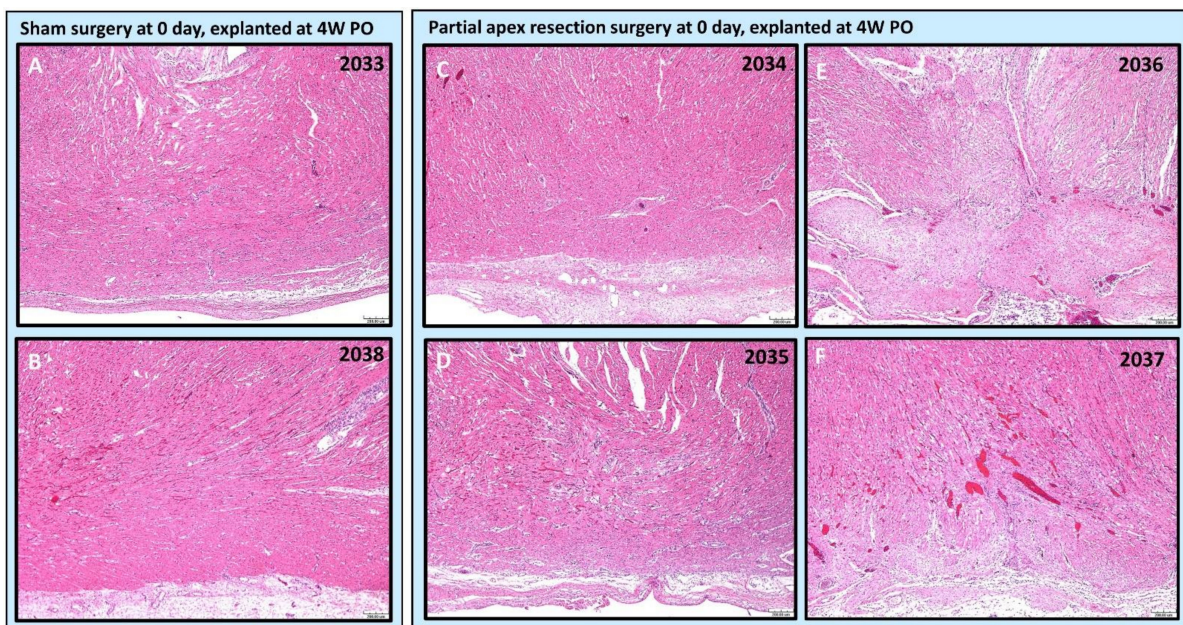 Sham surgery at 0 day, explanted at 4W PO
Partial apex resection surgery at 0 day, explanted at 4W PO
A
2033
C
2034
E
2036
B
2038
D
2035
F
2037